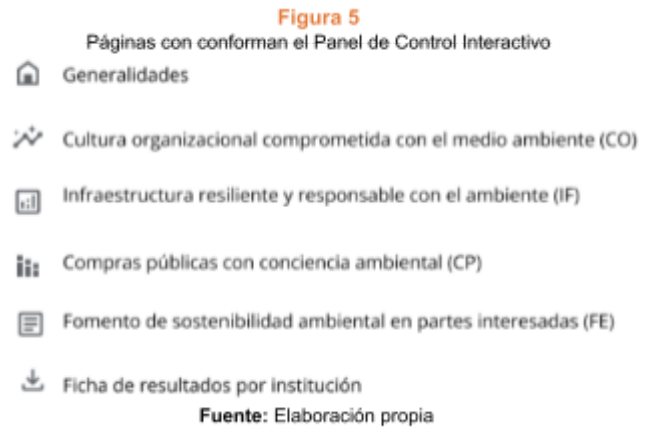 Figura 5
Páginas con conforman el Panel de Control Interactivo
Generalidades
Cultura organizacional comprometida con el medio ambiente (CO)
Infraestructura resiliente y responsable con el ambiente (IF)
Compras públicas con conciencia ambiental (CP)
Fomento de sostenibilidad ambiental en partes interesadas (FE)
Ficha de resultados por institución
Fuente: Elaboración propia